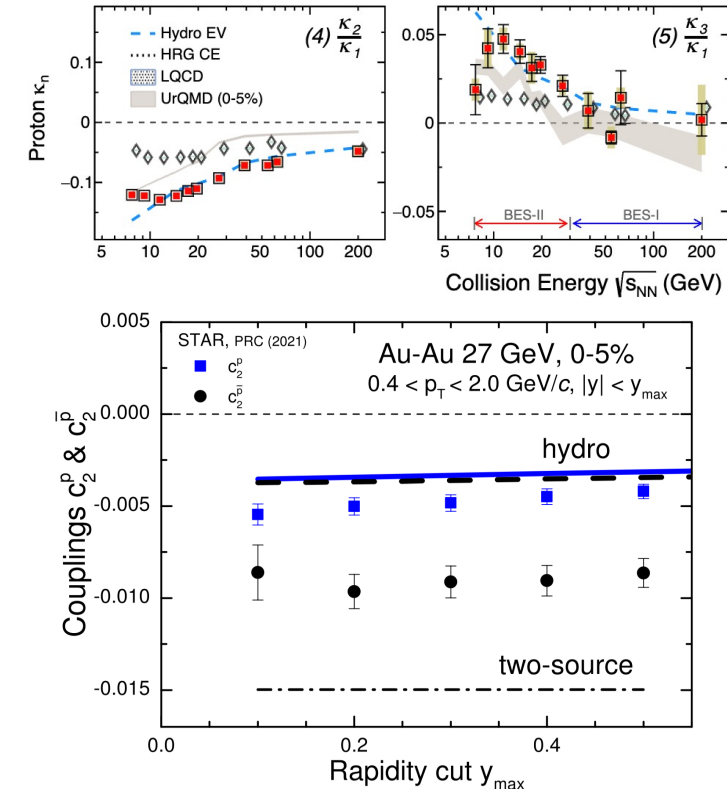 (4) κ₂/κ₁
Hydro EV
HRG CE
LQCD
UrQMD (0-5%)
Proton κₙ
0.1
0
−0.1
5 10 20 50 100 200
(5) κ₃/κ₁
0.05
0
−0.05
BES-II BES-I
5 10 20 50 100 200
Collision Energy √sNN (GeV)
STAR, PRC (2021)
c₂ᵖ
c₂ᵖ̄
Au-Au 27 GeV, 0-5%
0.4 < pT < 2.0 GeV/c, |y| < ymax
hydro
two-source
Couplings c₂ᵖ & c₂ᵖ̄
0.005
0.000
-0.005
-0.010
-0.015
0.0 0.2 0.4
Rapidity cut ymax